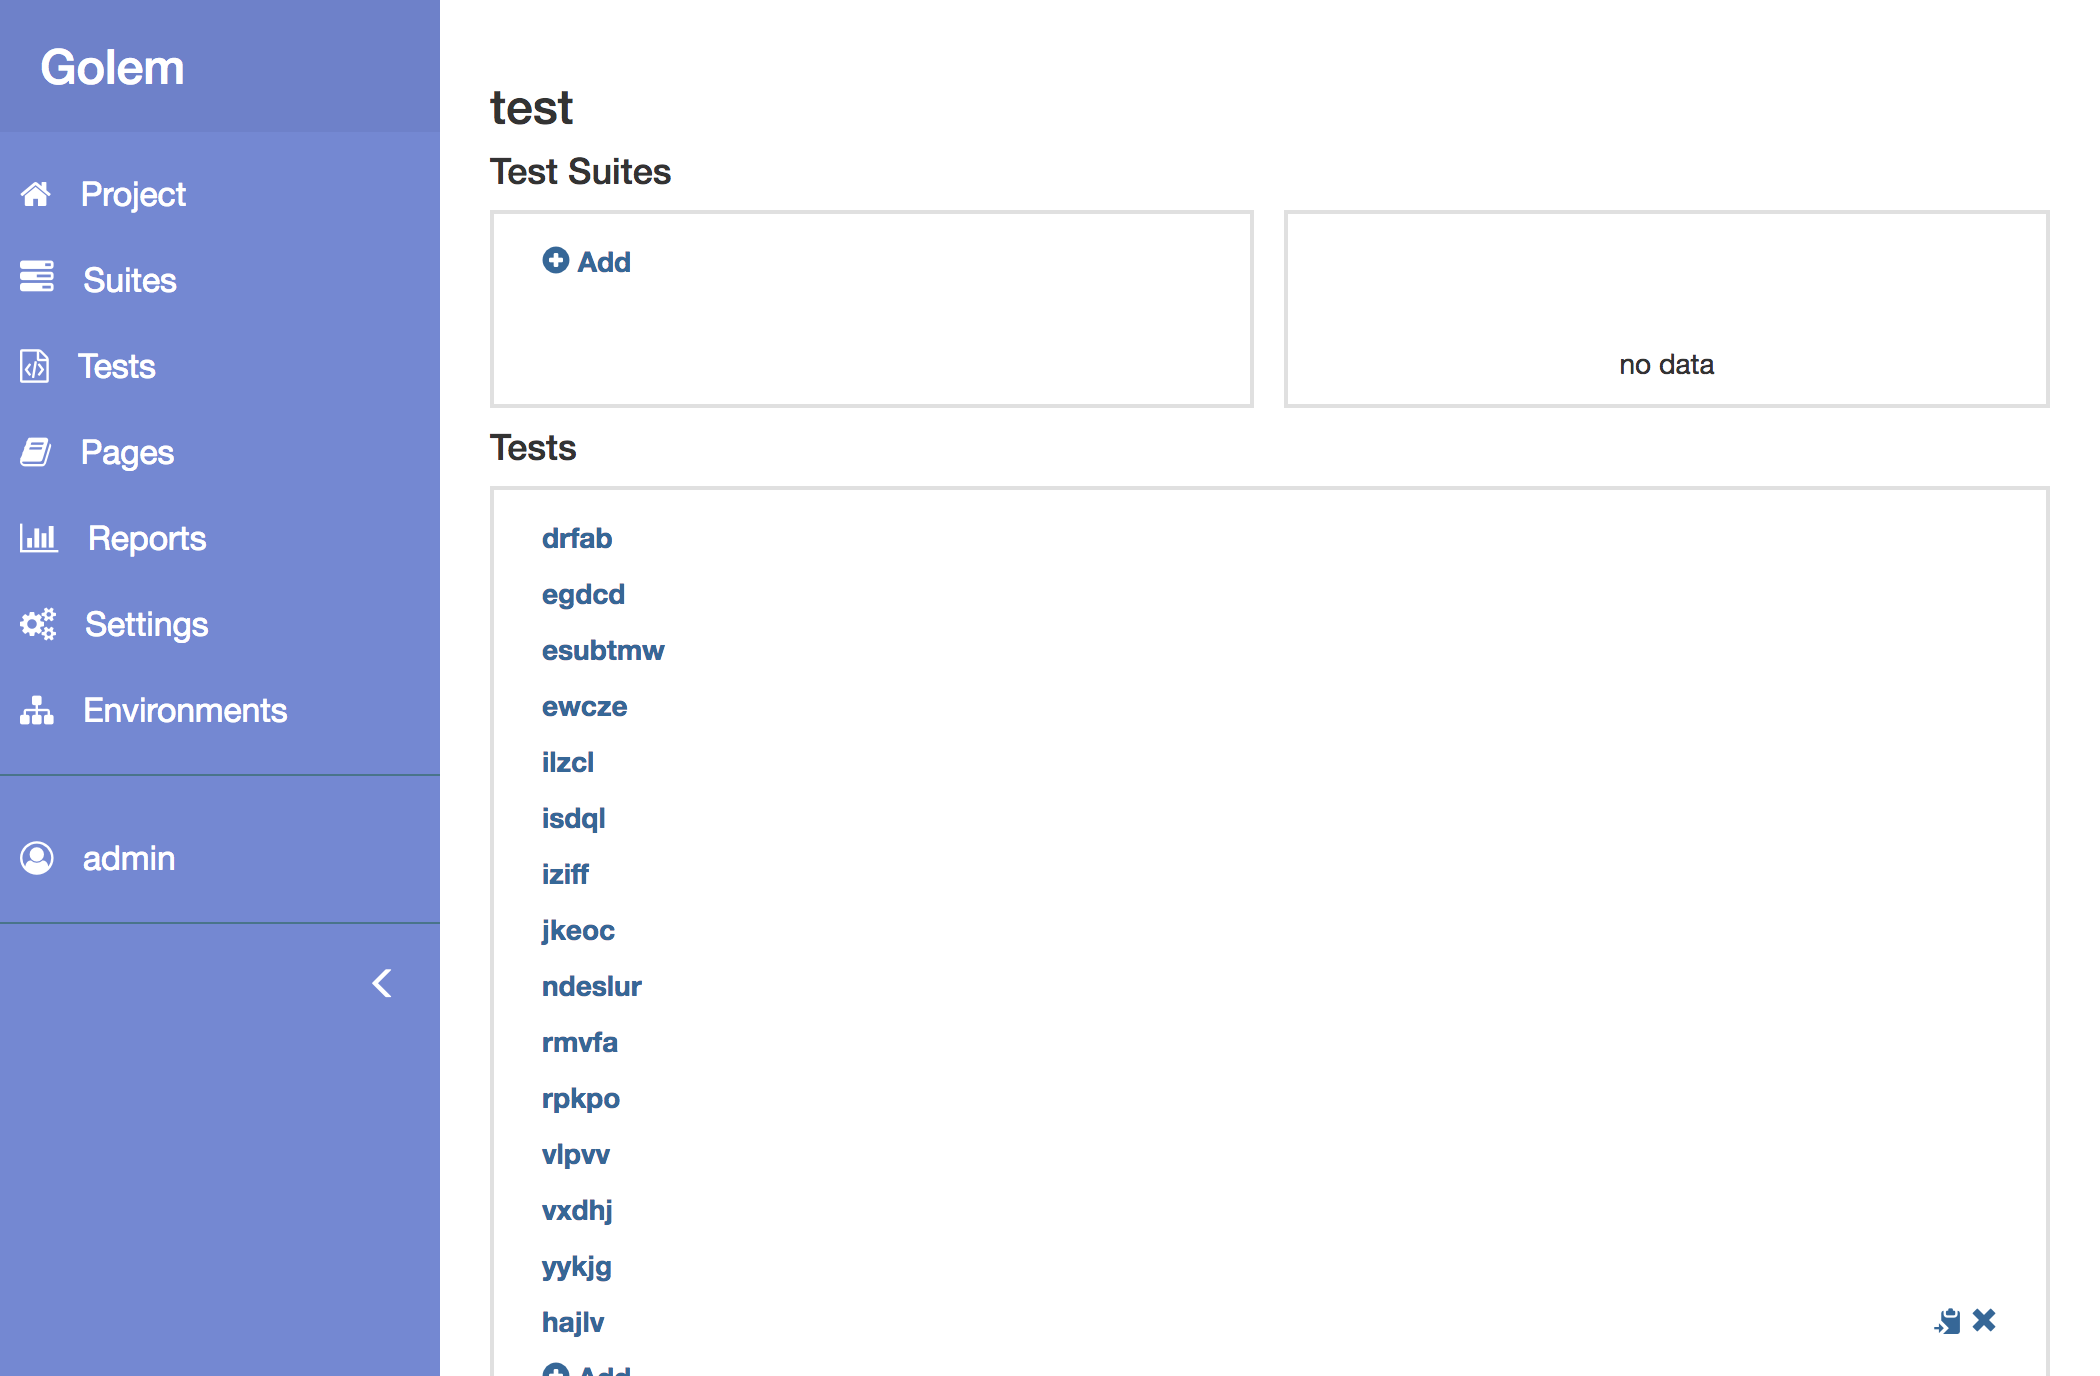 Golem
Project
Suites
Tests
Pages
Reports
Settings
Environments
admin
test
Test Suites
Add
no data
Tests
drfab
egdcd
esubtmw
ewcze
ilzcl
isdql
iziff
jkeoc
ndeslur
rmvfa
rpkpo
vlpvv
vxdhj
yykjg
hajlv
Add